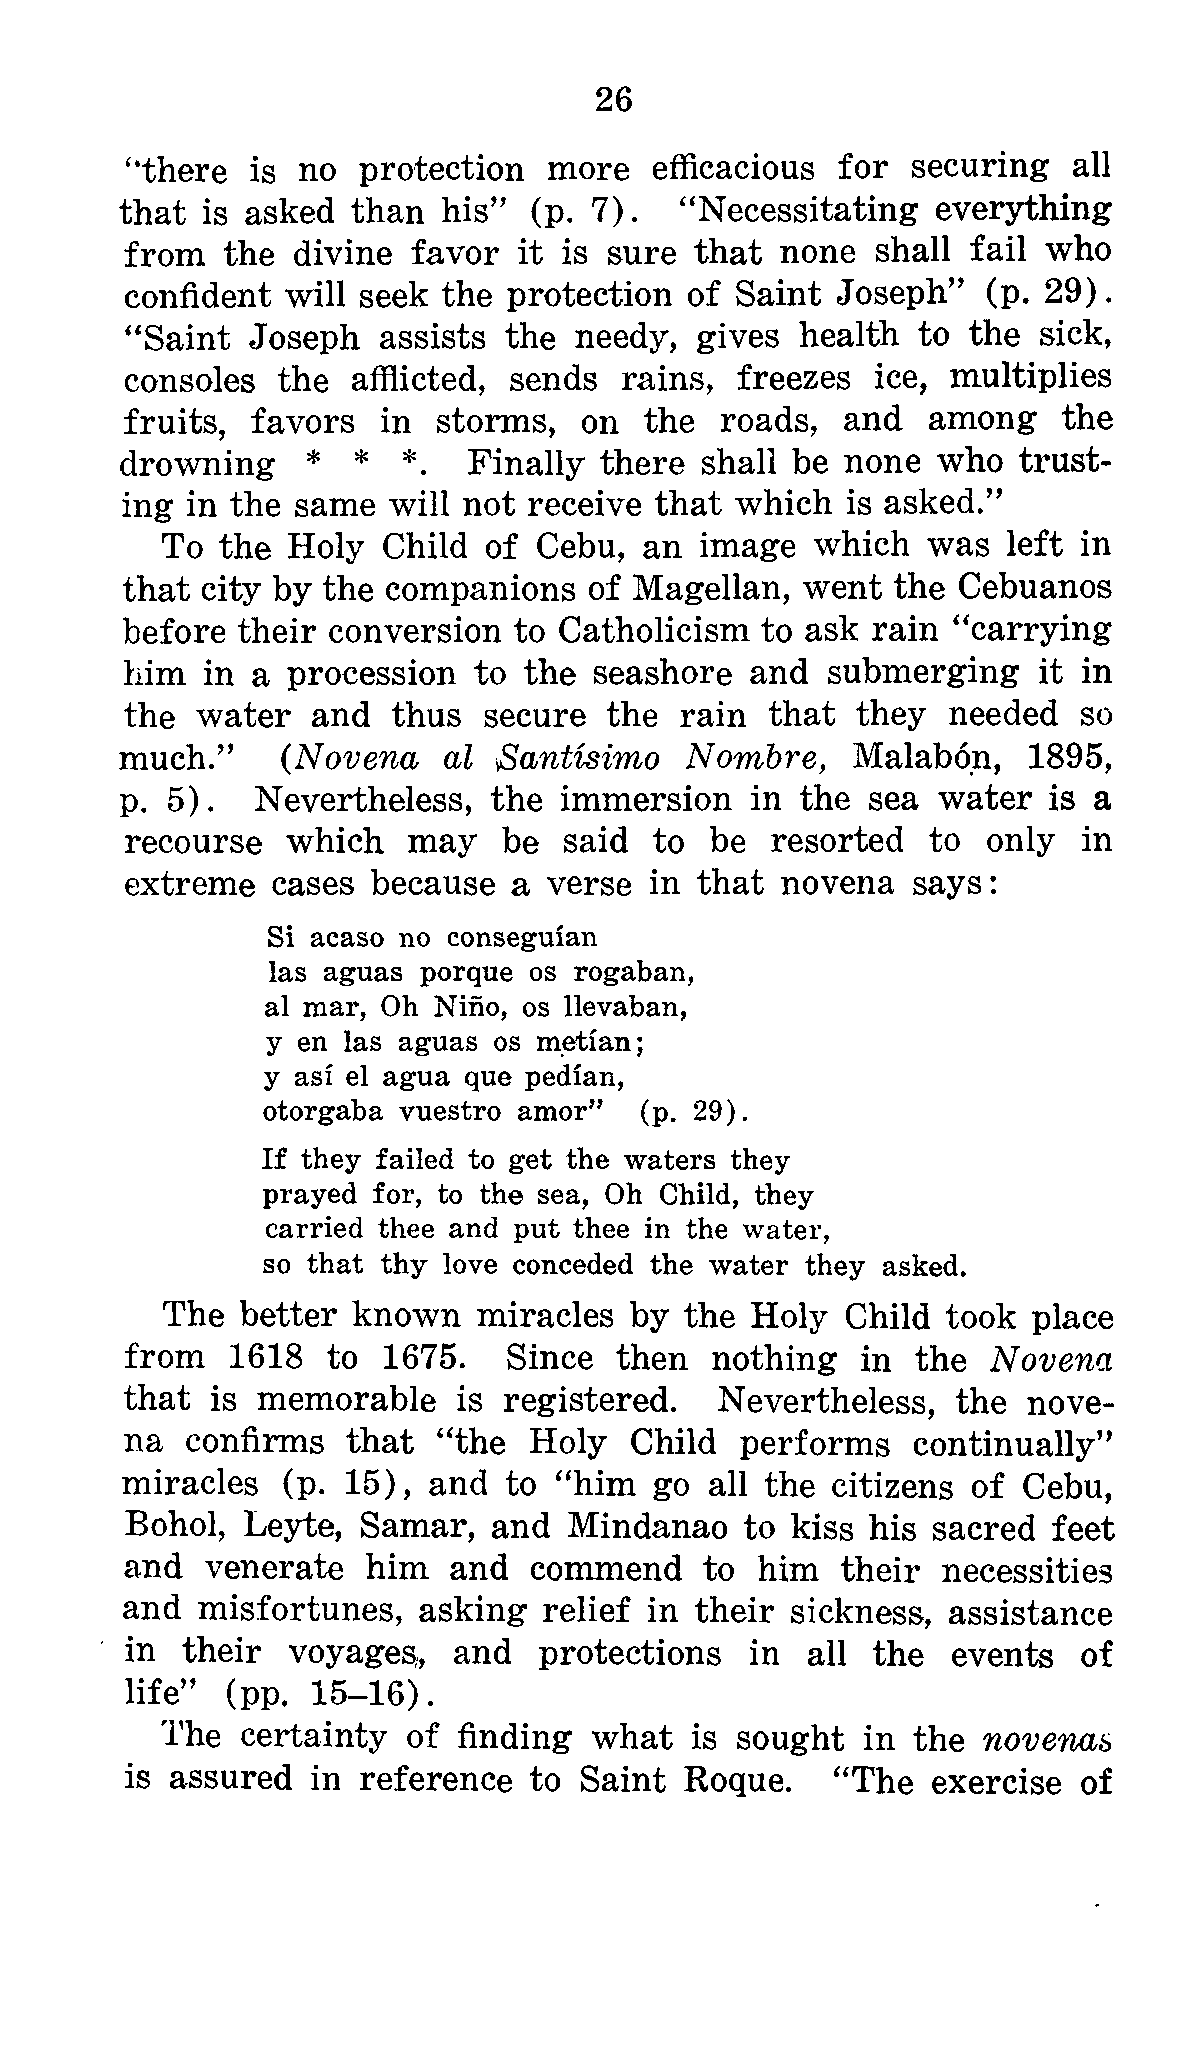 26
“there is no protection more efficacious for securing all
that is asked than his” (p. 7). “Necessitating everything
from the divine favor it is sure that none shall fail who
confident will seek the protection of Saint Joseph” (p. 29).
“Saint Joseph assists the needy, gives health to the sick,
consoles the afflicted, sends rains, freezes ice, multiplies
fruits, favors in storms, on the roads, and among the
drowning * * *. Finally there shall be none who trust-
ing in the same will not receive that which is asked.”
To the Holy Child of Cebu, an image which was left in
that city by the companions of Magellan, went the Cebuanos
before their conversion to Catholicism to ask rain “carrying
him in a procession to the seashore and submerging it in
the water and thus secure the rain that they needed so
much.” (Novena al Santísimo Nombre, Malabón, 1895,
p. 5). Nevertheless, the immersion in the sea water is a
recourse which may be said to be resorted to only in
extreme cases because a verse in that novena says:
Si acaso no conseguían
las aguas porque os rogaban,
al mar, Oh Niño, os llevaban,
y en las aguas os metían;
y así el agua que pedían,
otorgaba vuestro amor” (p. 29).
If they failed to get the waters they
prayed for, to the sea, Oh Child, they
carried thee and put thee in the water,
so that thy love conceded the water they asked.
The better known miracles by the Holy Child took place
from 1618 to 1675. Since then nothing in the Novena
that is memorable is registered. Nevertheless, the nove-
na confirms that “the Holy Child performs continually”
miracles (p. 15), and to “him go all the citizens of Cebu,
Bohol, Leyte, Samar, and Mindanao to kiss his sacred feet
and venerate him and commend to him their necessities
and misfortunes, asking relief in their sickness, assistance
in their voyages, and protections in all the events of
life” (pp. 15–16).
The certainty of finding what is sought in the novenas
is assured in reference to Saint Roque. “The exercise of